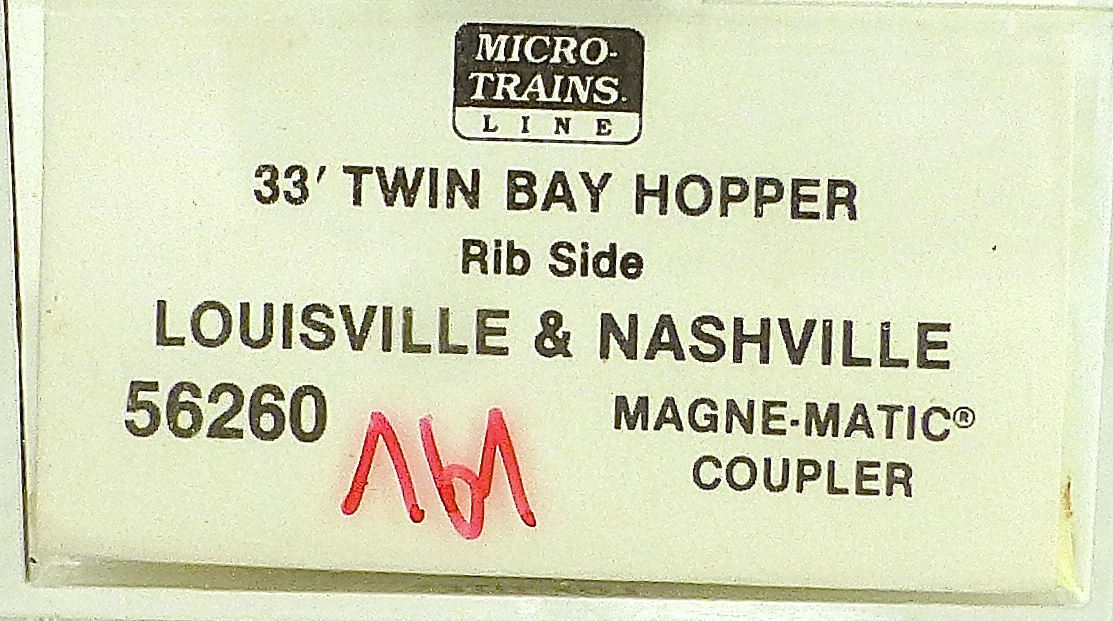 MICRO-
TRAINS
LINE
33' TWIN BAY HOPPER
Rib Side
LOUISVILLE & NASHVILLE
56260
MAGNE-MATIC®
COUPLER